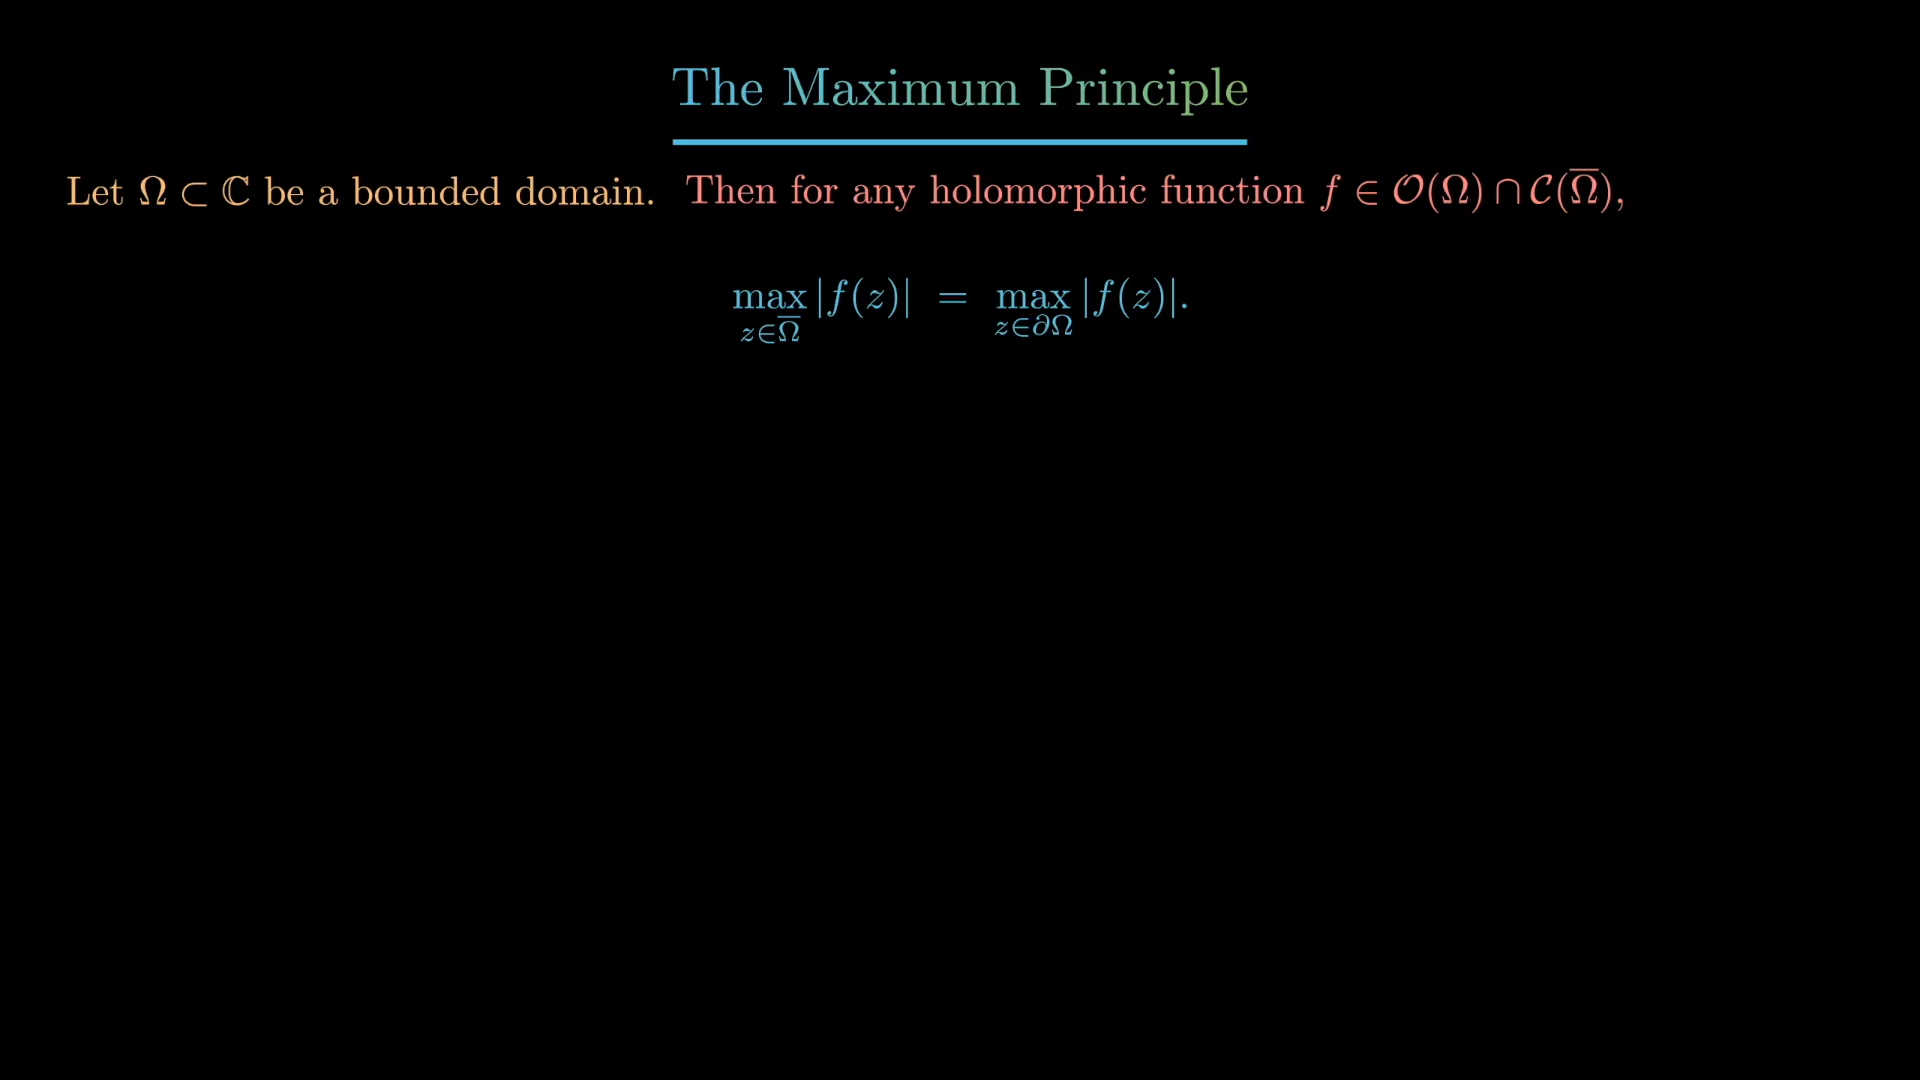 The Maximum Principle
Let Ω ⊂ ℂ be a bounded domain. Then for any holomorphic function f ∈ 𝒪(Ω) ∩ 𝒞(Ω̅),
max_{z∈Ω̅} |f(z)| = max_{z∈∂Ω} |f(z)|.